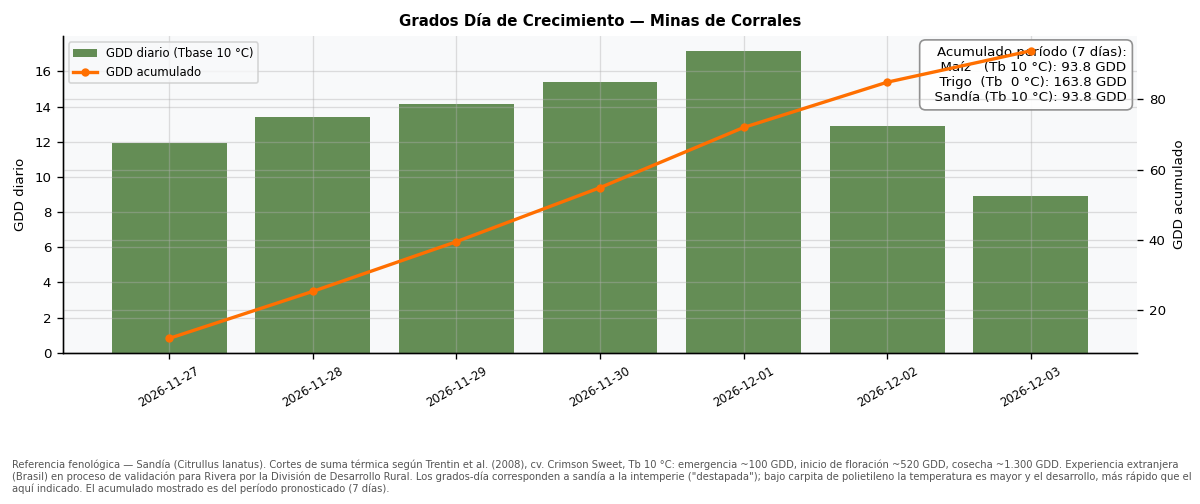 Grados Día de Crecimiento — Minas de Corrales
GDD diario (Tbase 10 °C)
GDD acumulado
Acumulado período (7 días):
Maíz (Tb 10 °C): 93.8 GDD
Trigo (Tb 0 °C): 163.8 GDD
Sandía (Tb 10 °C): 93.8 GDD
GDD diario
16
14
12
10
8
6
4
2
0
80
60
40
20
GDD acumulado
2026-11-27
2026-11-28
2026-11-29
2026-11-30
2026-12-01
2026-12-02
2026-12-03
Referencia fenológica — Sandía (Citrullus lanatus). Cortes de suma térmica según Trentin et al. (2008), cv. Crimson Sweet, Tb 10 °C: emergencia ~100 GDD, inicio de floración ~520 GDD, cosecha ~1.300 GDD. Experiencia extranjera
(Brasil) en proceso de validación para Rivera por la División de Desarrollo Rural. Los grados-día corresponden a sandía a la intemperie ("destapada"); bajo carpita de polietileno la temperatura es mayor y el desarrollo, más rápido que el
aquí indicado. El acumulado mostrado es del período pronosticado (7 días).